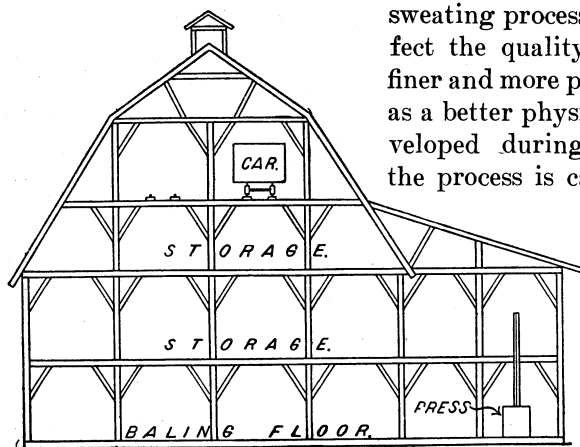 sweating process
fect the quality
finer and more p
as a better physi
veloped during
the process is ca
CAR.
STORAGE.
STORAGE.
PRESS
BALING FLOOR.